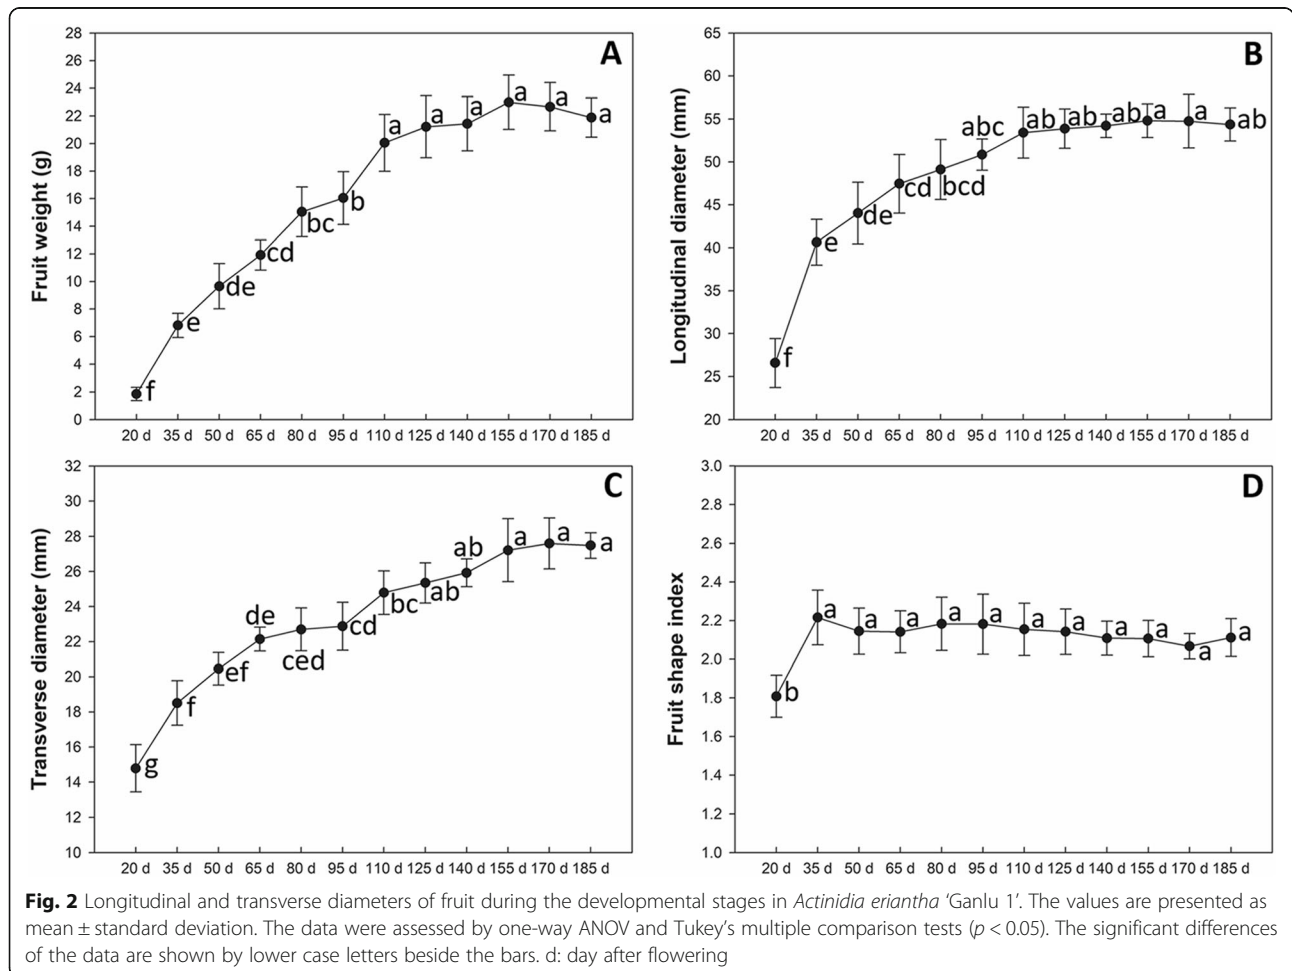 A
Fruit weight (g)
28
26
24
22
20
18
16
14
12
10
8
6
4
2
0
f
e
de
cd
bc
b
a
a
a
a
a
a
20 d 35 d 50 d 65 d 80 d 95 d 110 d 125 d 140 d 155 d 170 d 185 d
B
Longitudinal diameter (mm)
65
60
55
50
45
40
35
30
25
20
f
e
de
cd
bcd
abc
ab
ab
ab
a
a
ab
20 d 35 d 50 d 65 d 80 d 95 d 110 d 125 d 140 d 155 d 170 d 185 d
C
Transverse diameter (mm)
32
30
28
26
24
22
20
18
16
14
12
10
g
f
ef
de
ced
cd
bc
ab
ab
a
a
a
20 d 35 d 50 d 65 d 80 d 95 d 110 d 125 d 140 d 155 d 170 d 185 d
D
Fruit shape index
3.0
2.8
2.6
2.4
2.2
2.0
1.8
1.6
1.4
1.2
1.0
b
a
a
a
a
a
a
a
a
a
a
a
20 d 35 d 50 d 65 d 80 d 95 d 110 d 125 d 140 d 155 d 170 d 185 d
Fig. 2 Longitudinal and transverse diameters of fruit during the developmental stages in Actinidia eriantha ‘Ganlu 1’. The values are presented as
mean ± standard deviation. The data were assessed by one-way ANOV and Tukey’s multiple comparison tests (p < 0.05). The significant differences
of the data are shown by lower case letters beside the bars. d: day after flowering